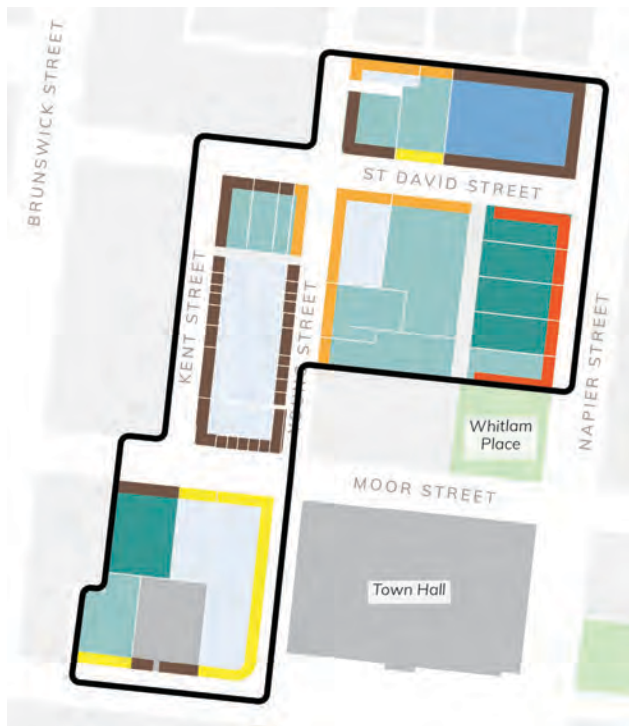 BRUNSWICK STREET
ST DAVID STREET
KENT STREET
STREET
NAPIER STREET
Whitlam
Place
MOOR STREET
Town Hall